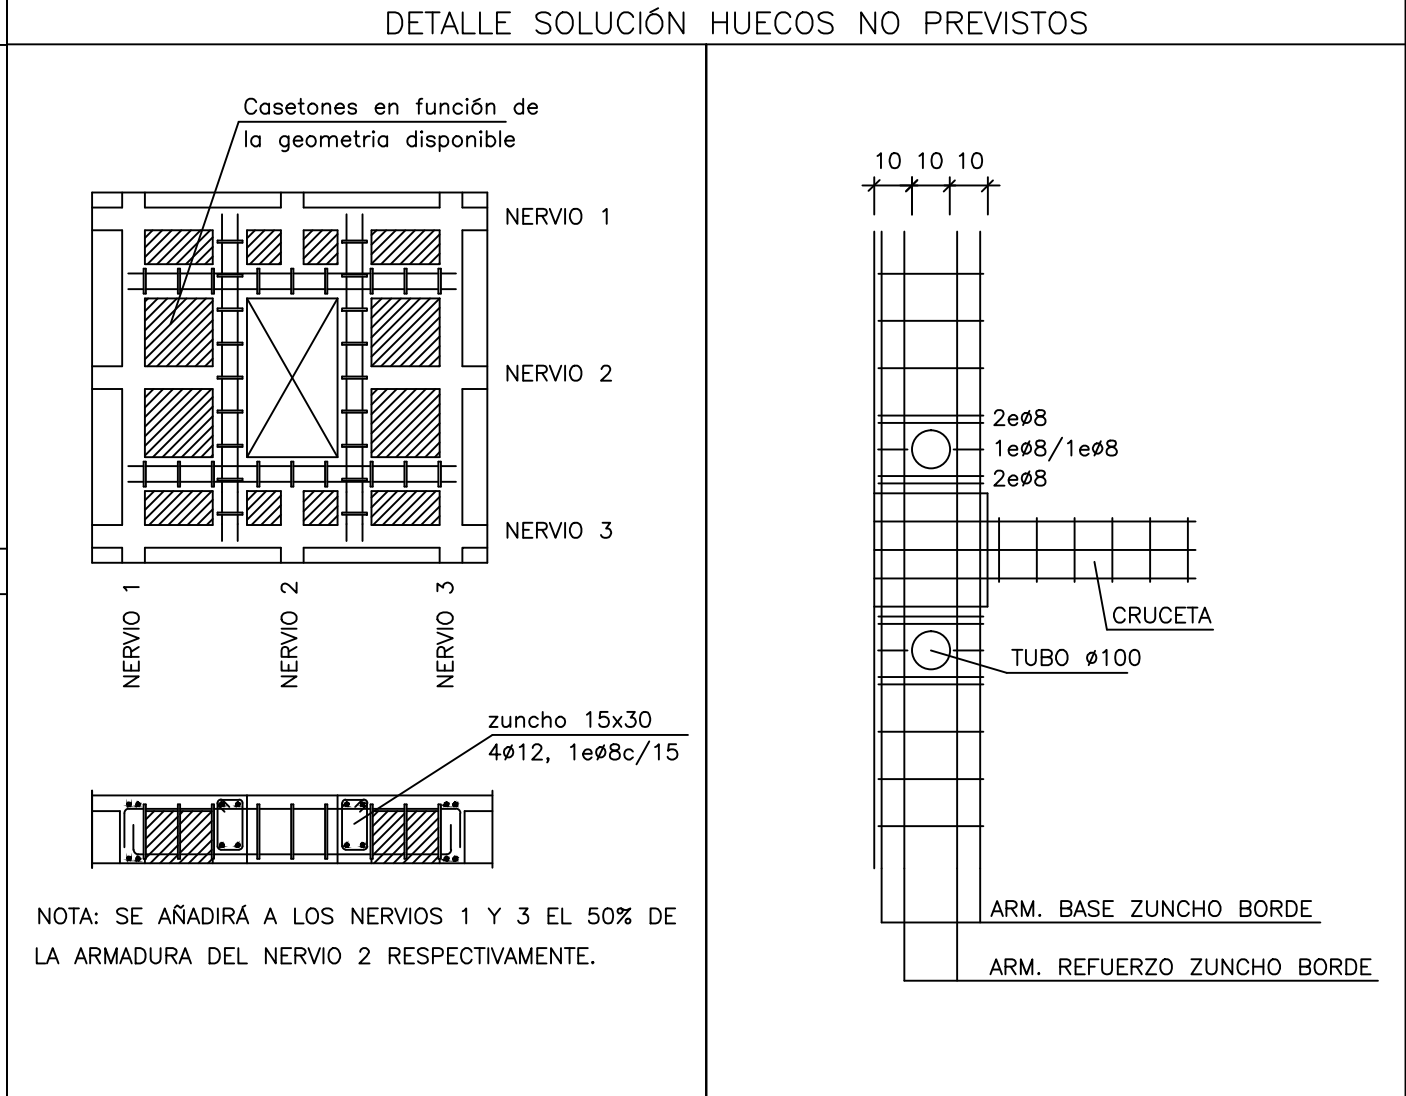 DETALLE SOLUCIÓN HUECOS NO PREVISTOS
Casetones en función de
la geometria disponible
NERVIO 1
NERVIO 2
NERVIO 3
NERVIO 1
NERVIO 2
NERVIO 3
zuncho 15x30
4ø12, 1eø8c/15
NOTA: SE AÑADIRÁ A LOS NERVIOS 1 Y 3 EL 50% DE
LA ARMADURA DEL NERVIO 2 RESPECTIVAMENTE.
10 10 10
2eø8
1eø8/1eø8
2eø8
CRUCETA
TUBO ø100
ARM. BASE ZUNCHO BORDE
ARM. REFUERZO ZUNCHO BORDE